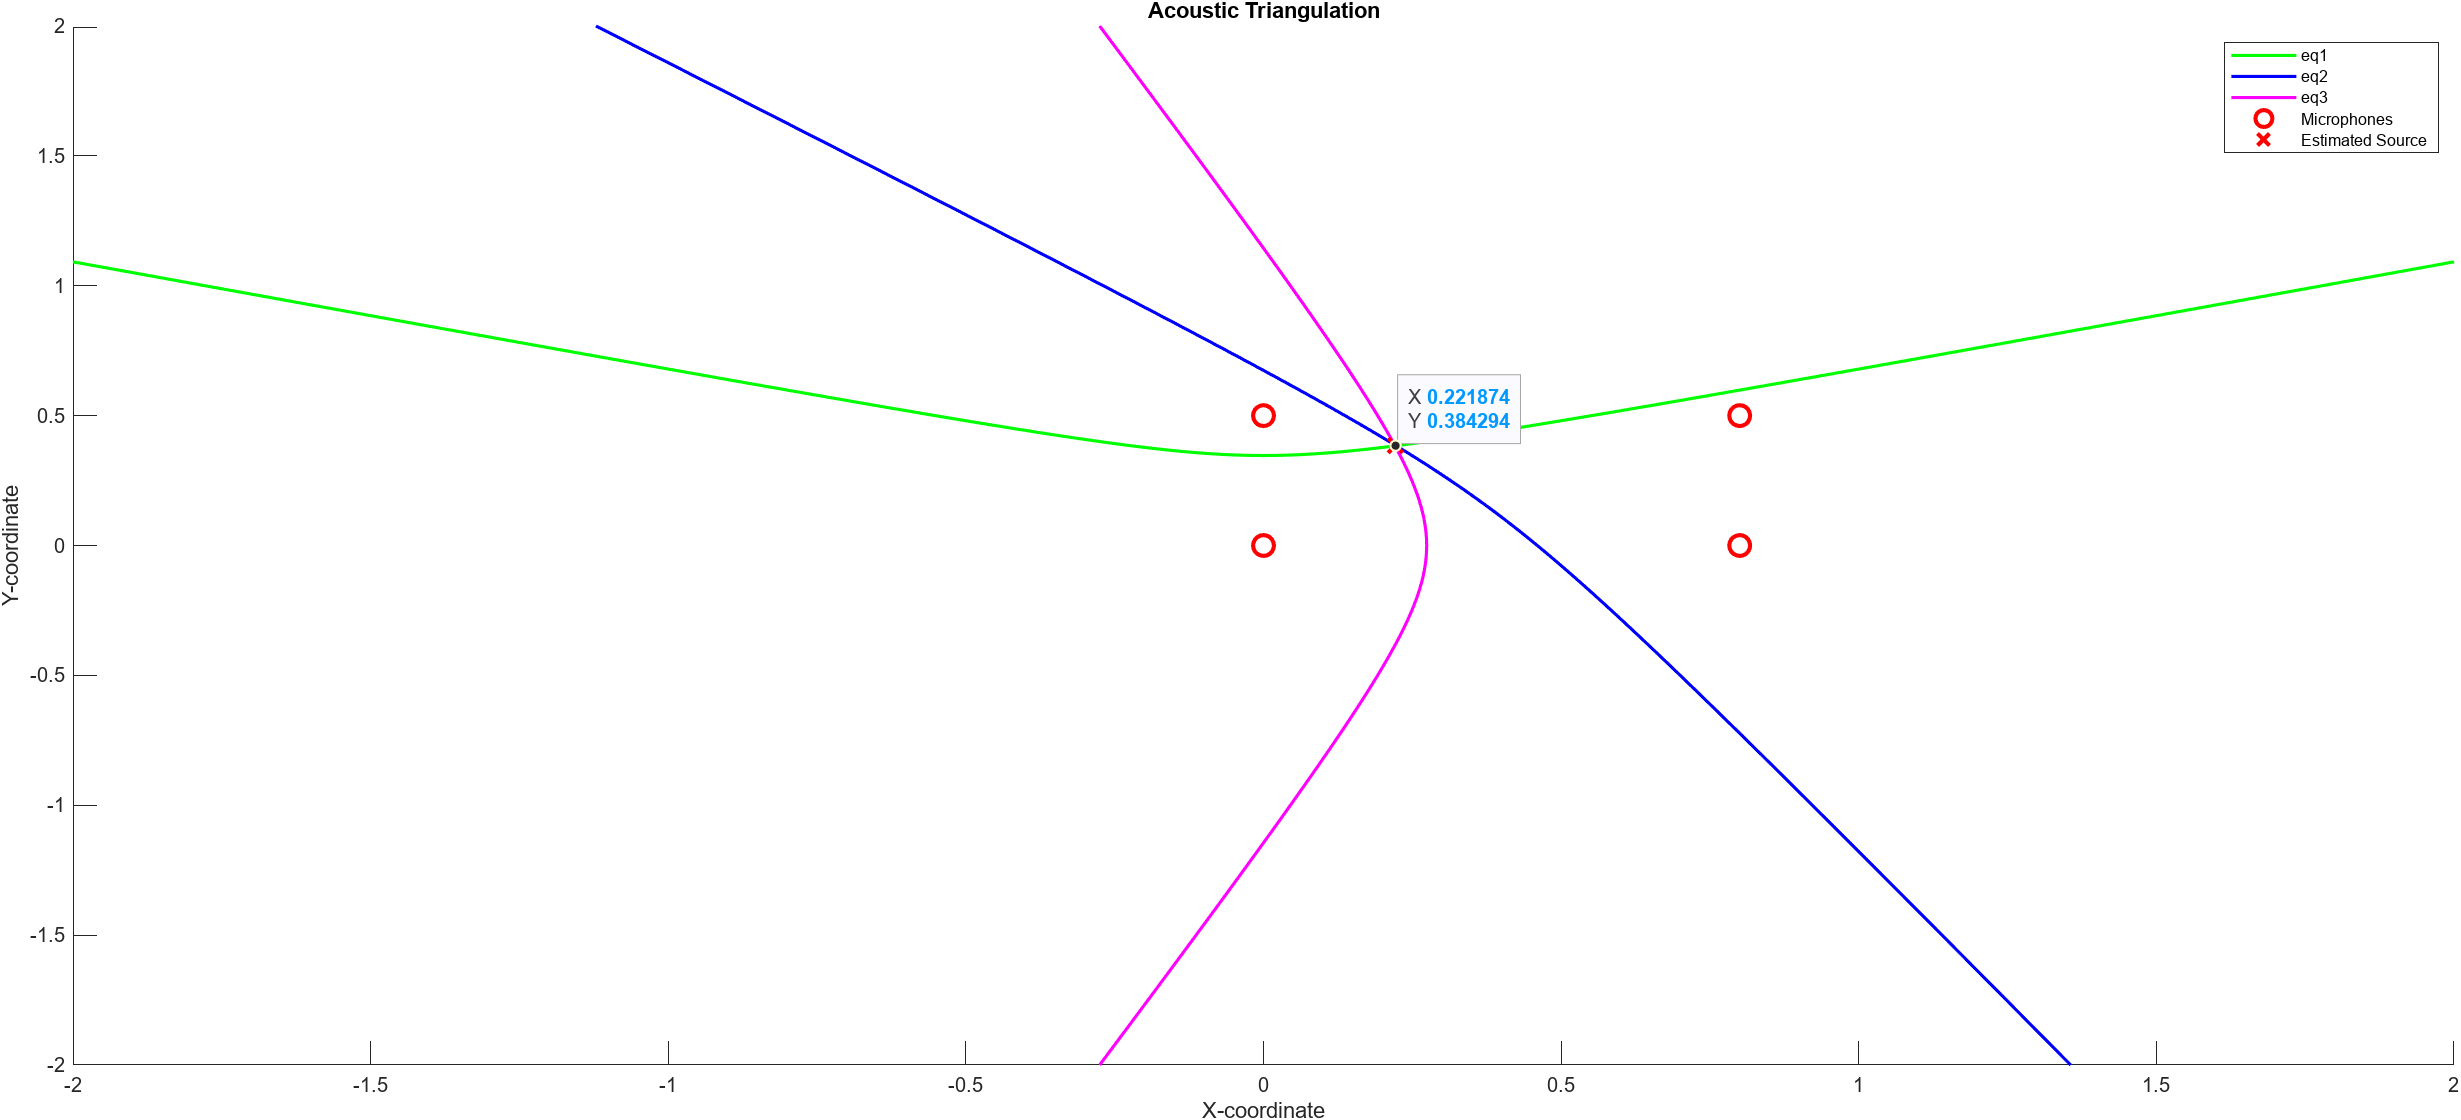 Acoustic Triangulation
eq1
eq2
eq3
Microphones
Estimated Source
X 0.221874
Y 0.384294
Y-coordinate
2
1.5
1
0.5
0
-0.5
-1
-1.5
-2
-2 -1.5 -1 -0.5 0 0.5 1 1.5 2
X-coordinate